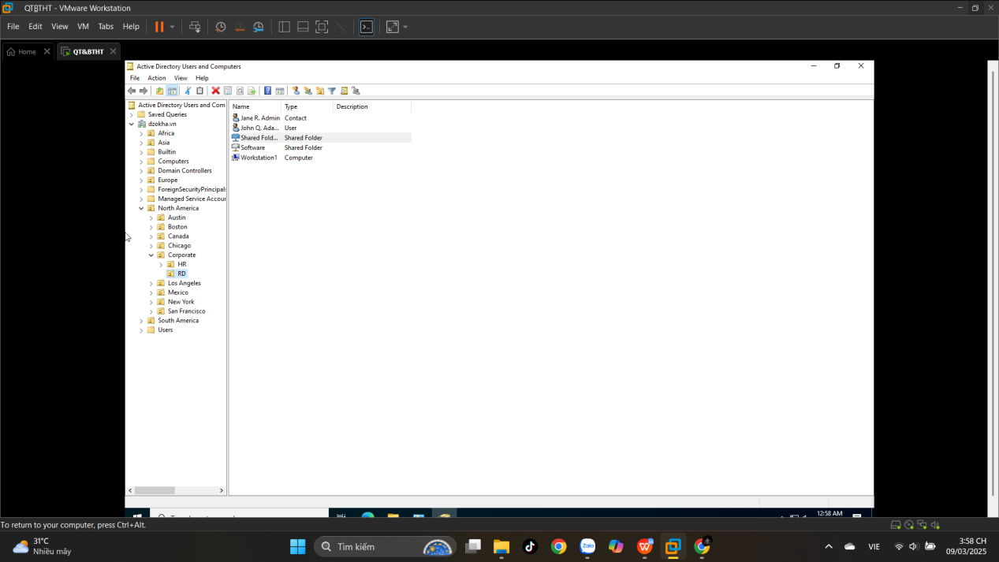 QTBTHT - VMware Workstation
File Edit View VM Tabs Help
Home QT&BTHT
Active Directory Users and Computers
File Action View Help
Active Directory Users and Com
Saved Queries
dzokha.vn
Africa
Asia
Builtin
Computers
Domain Controllers
Europe
ForeignSecurityPrincipals
Managed Service Accour
North America
Austin
Boston
Canada
Chicago
Corporate
HR
RD
Los Angeles
Mexico
New York
San Francisco
South America
Users
Name Type Description
Jane R. Admin Contact
John Q. Ada... User
Shared Fold... Shared Folder
Software Shared Folder
Workstation1 Computer
12:58 AM
To return to your computer, press Ctrl+Alt.
31°C
Nhiều mây
Tìm kiếm
Zalo
VIE
3:58 CH
09/03/2025